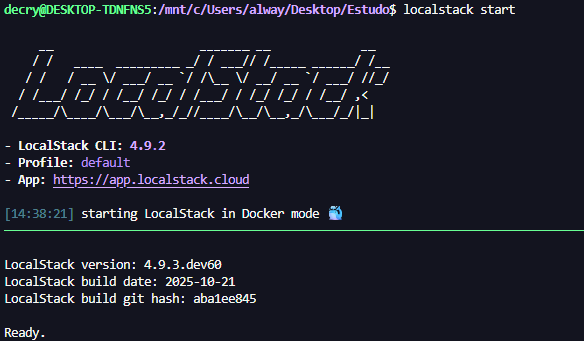 decry@DESKTOP-TDNFNS5:/mnt/c/Users/alway/Desktop/Estudo$ localstack start
LocalStack
- LocalStack CLI: 4.9.2
- Profile: default
- App: https://app.localstack.cloud
[14:38:21] starting LocalStack in Docker mode 🐳
LocalStack version: 4.9.3.dev60
LocalStack build date: 2025-10-21
LocalStack build git hash: aba1ee845
Ready.